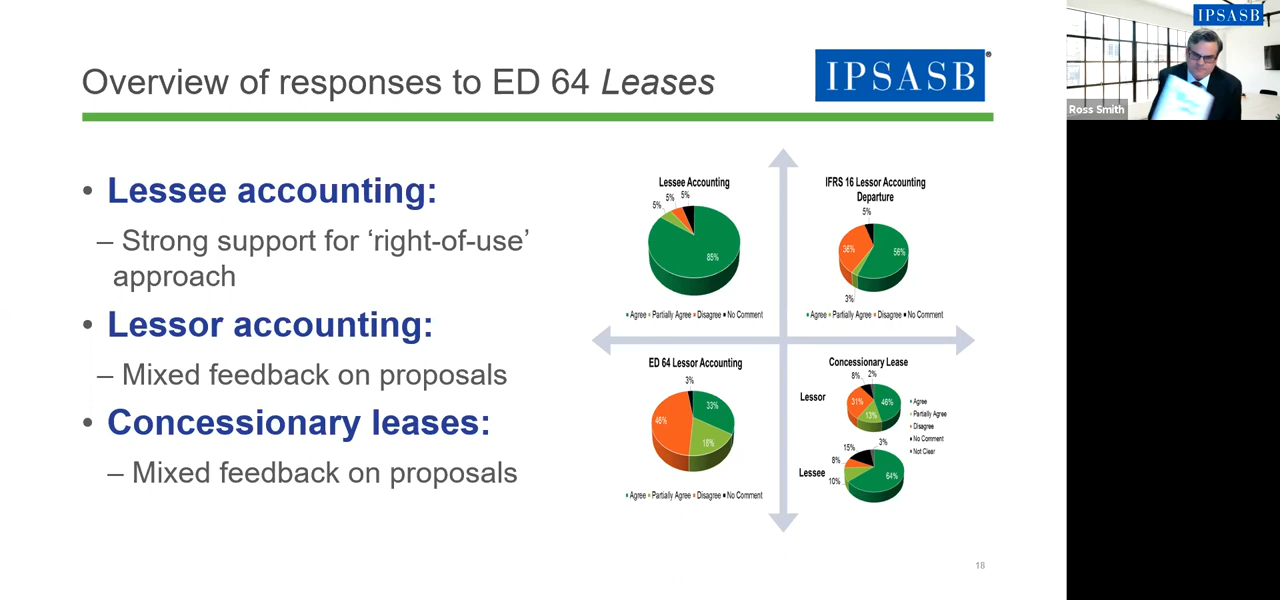 Overview of responses to ED 64 Leases
IPSASB
®
• Lessee accounting:
– Strong support for ‘right-of-use’
approach
• Lessor accounting:
– Mixed feedback on proposals
• Concessionary leases:
– Mixed feedback on proposals
Lessee Accounting
5%
5%
5%
85%
Agree Partially Agree Disagree No Comment
IFRS 16 Lessor Accounting
Departure
5%
36%
56%
3%
Agree Partially Agree Disagree No Comment
ED 64 Lessor Accounting
3%
33%
46%
18%
Agree Partially Agree Disagree No Comment
Concessionary Lease
Lessor
8%
2%
31%
46%
13%
Agree
Partially Agree
Disagree
No Comment
Not Clear
Lessee
15%
3%
8%
10%
64%
18
IPSASB
Ross Smith